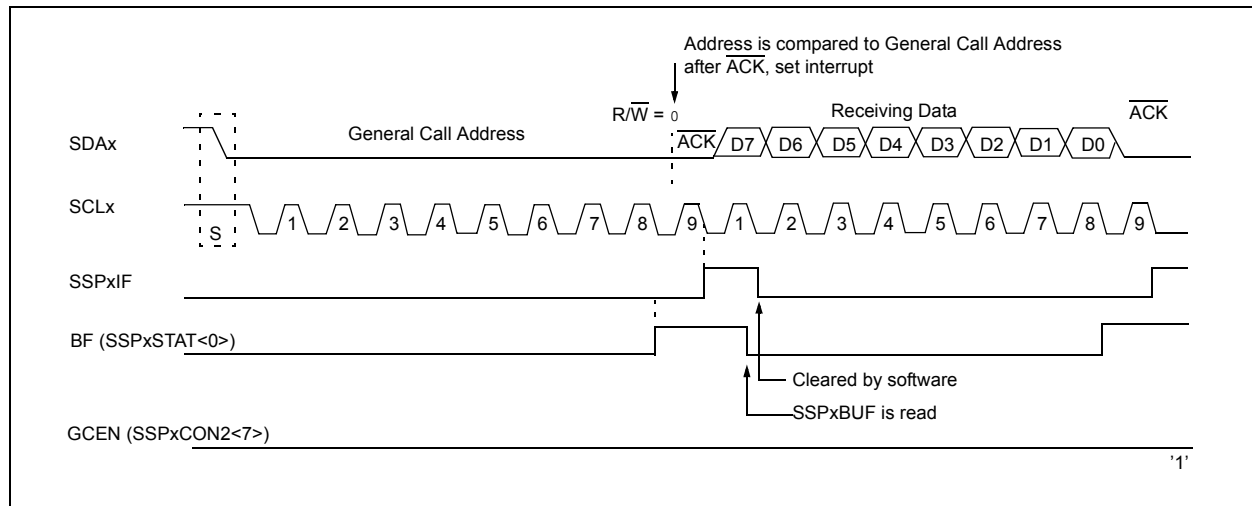 Address is compared to General Call Address
after ACK, set interrupt
R/W = 0
Receiving Data
ACK
General Call Address
SDAx
ACK
D7 D6 D5 D4 D3 D2 D1 D0
SCLx
S
1 2 3 4 5 6 7 8 9 1 2 3 4 5 6 7 8 9
SSPxIF
BF (SSPxSTAT<0>)
Cleared by software
SSPxBUF is read
GCEN (SSPxCON2<7>)
’1’